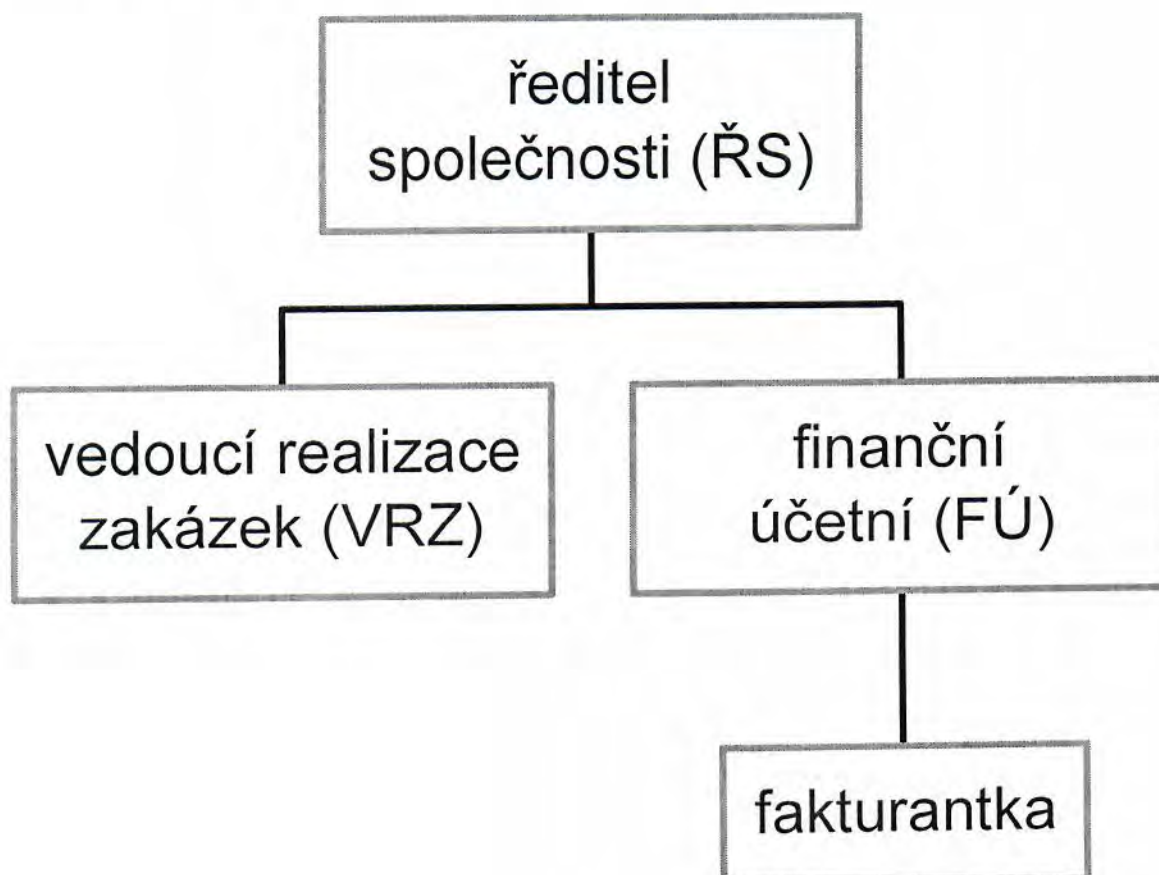 ředitel
společnosti (ŘS)
vedoucí realizace
zakázek (VRZ)
finanční
účetní (FÚ)
fakturantka